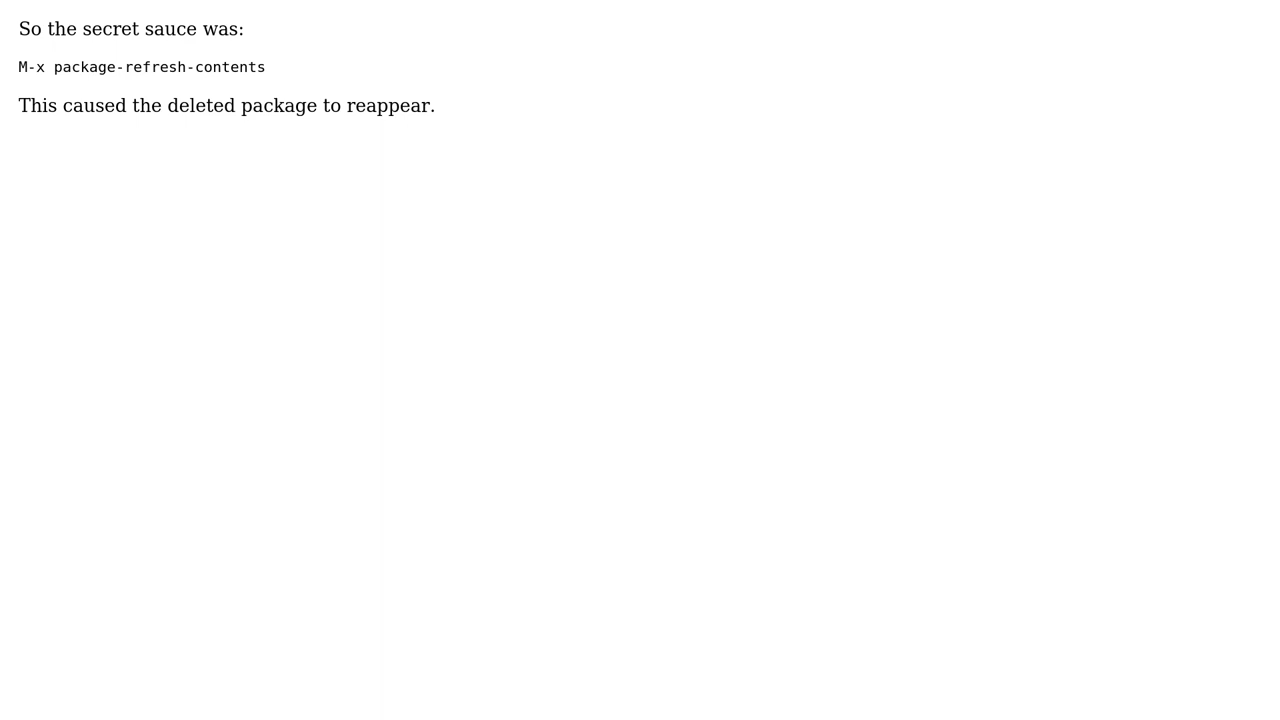 So the secret sauce was:
M-x package-refresh-contents
This caused the deleted package to reappear.